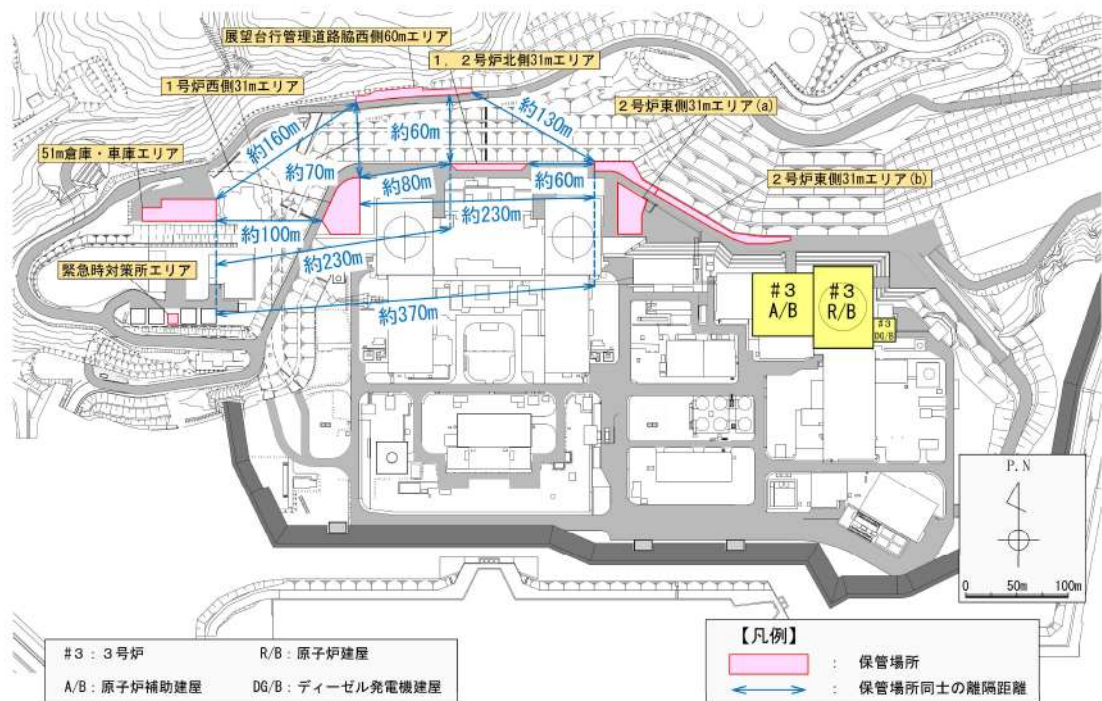 展望台行管理道路脇西側60mエリア
1，2号炉北側31mエリア
1号炉西側31mエリア
2号炉東側31mエリア(a)
51m倉庫・車庫エリア
2号炉東側31mエリア(b)
緊急時対策所エリア
約160m
約70m
約60m
約130m
約80m
約60m
約230m
約100m
約230m
約370m
#3
A/B
#3
R/B
#3
DG/B
P.N
0 50m 100m
#3：3号炉
R/B：原子炉建屋
A/B：原子炉補助建屋
DG/B：ディーゼル発電機建屋
【凡例】
： 保管場所
： 保管場所同士の離隔距離